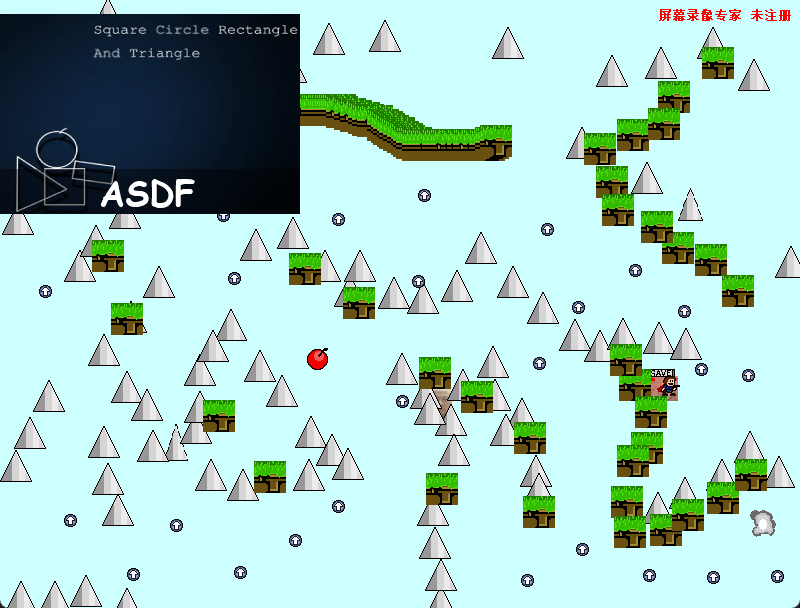 屏幕录像专家 未注册
Square Circle Rectangle
And Triangle
ASDF
SAVE